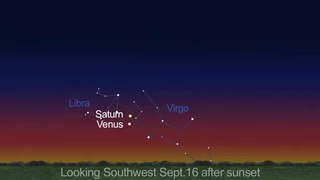 Libra
Saturn
Virgo
Venus
Looking Southwest Sept.16 after sunset